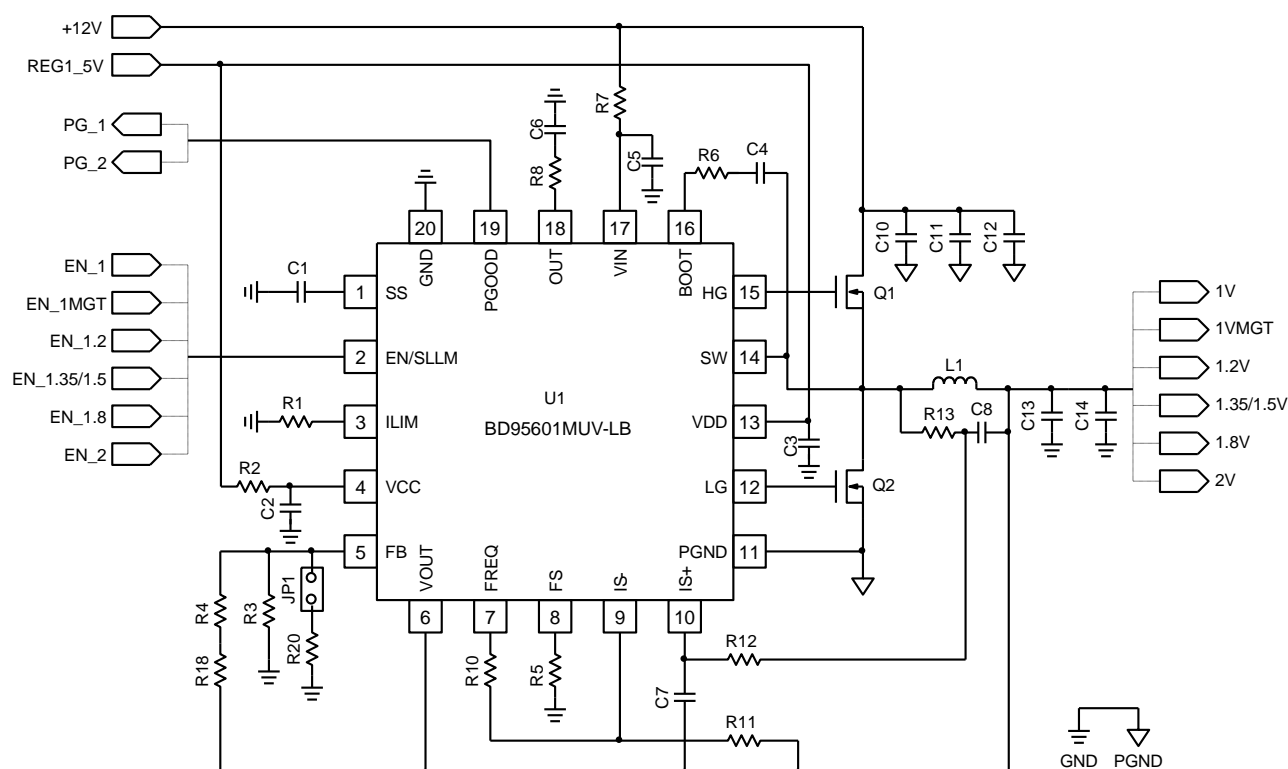 +12V
REG1_5V
PG_1
PG_2
EN_1
EN_1MGT
EN_1.2
EN_1.35/1.5
EN_1.8
EN_2
R7
C6
R8
C5
R6
C4
20
19
18
17
16
GND
PGOOD
OUT
VIN
BOOT
C10
C11
C12
C1
1
SS
HG
15
Q1
2
EN/SLLM
SW
14
U1
BD95601MUV-LB
R1
3
ILIM
VDD
13
C3
R2
C2
4
VCC
LG
12
Q2
5
FB
PGND
11
VOUT
FREQ
FS
IS-
IS+
6
7
8
9
10
L1
R13
C8
C13
C14
1V
1VMGT
1.2V
1.35/1.5V
1.8V
2V
R4
R3
JP1
R20
R18
R10
R5
C7
R12
R11
GND
PGND